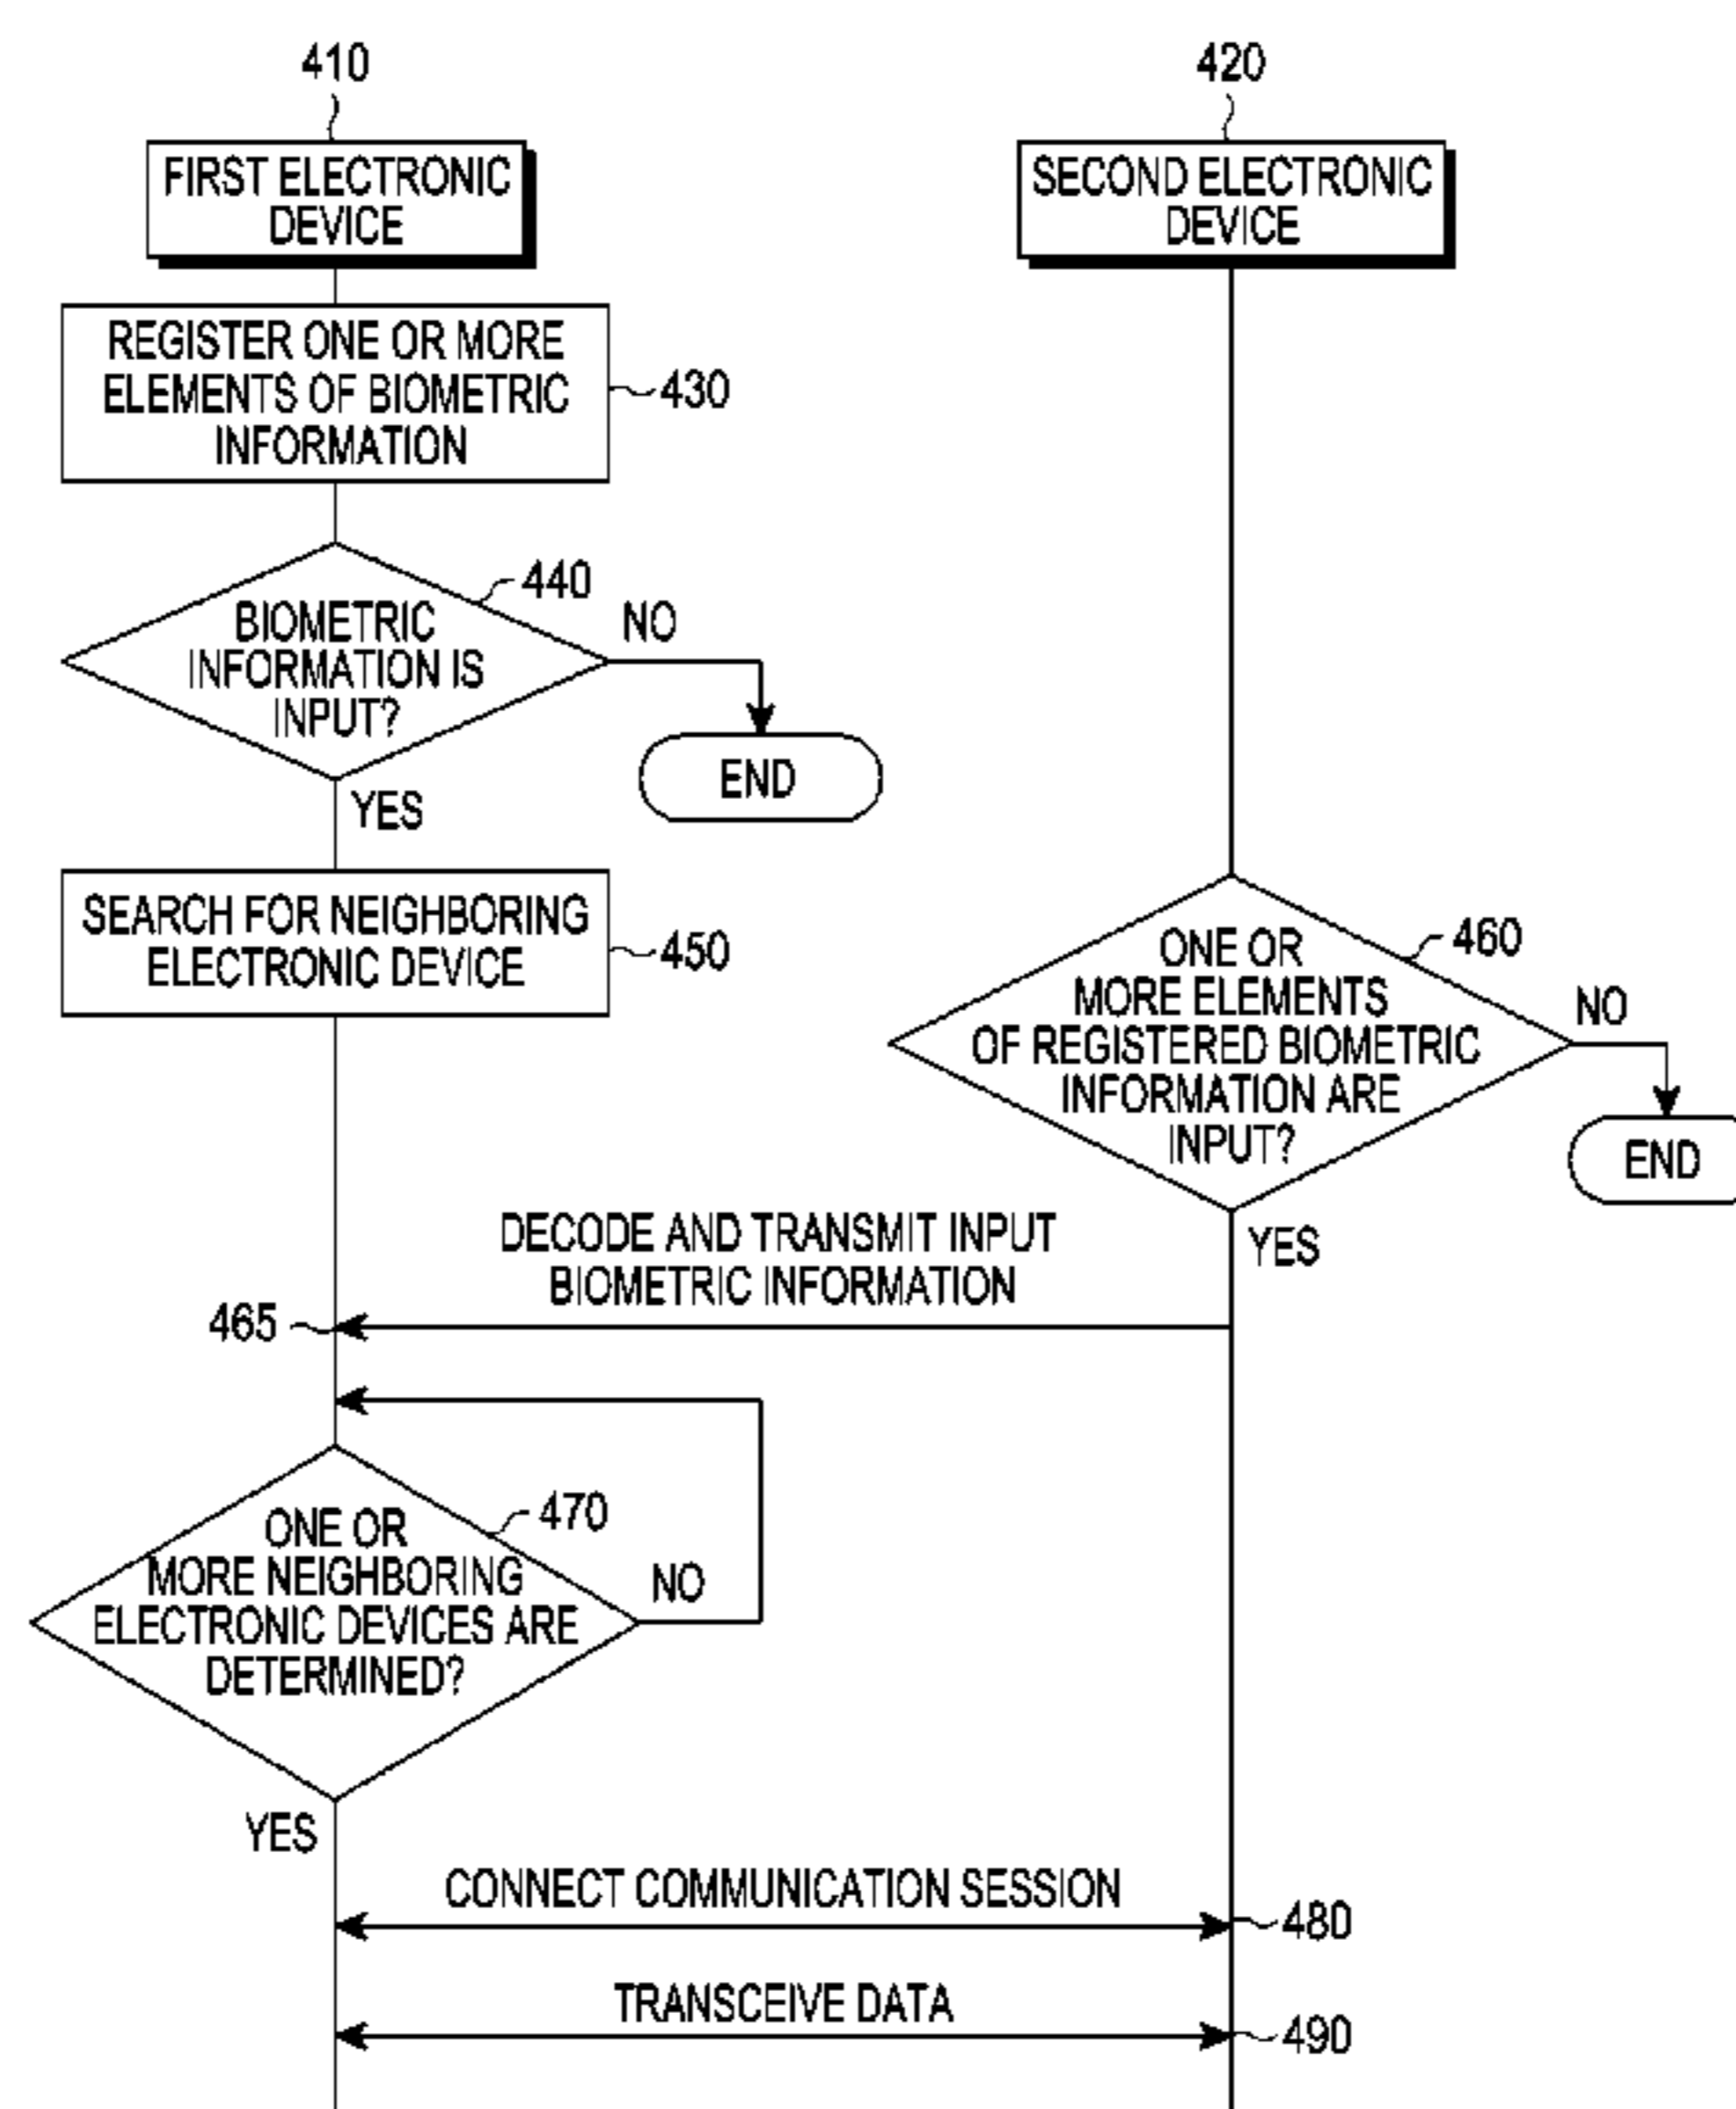 410
420
FIRST ELECTRONIC
DEVICE
SECOND ELECTRONIC
DEVICE
REGISTER ONE OR MORE
ELEMENTS OF BIOMETRIC
INFORMATION
430
440
BIOMETRIC
INFORMATION IS
INPUT?
NO
END
YES
SEARCH FOR NEIGHBORING
ELECTRONIC DEVICE
450
460
ONE OR
MORE ELEMENTS
OF REGISTERED BIOMETRIC
INFORMATION ARE
INPUT?
NO
END
YES
DECODE AND TRANSMIT INPUT
BIOMETRIC INFORMATION
465
470
ONE OR
MORE NEIGHBORING
ELECTRONIC DEVICES ARE
DETERMINED?
NO
YES
CONNECT COMMUNICATION SESSION
480
TRANSCEIVE DATA
490